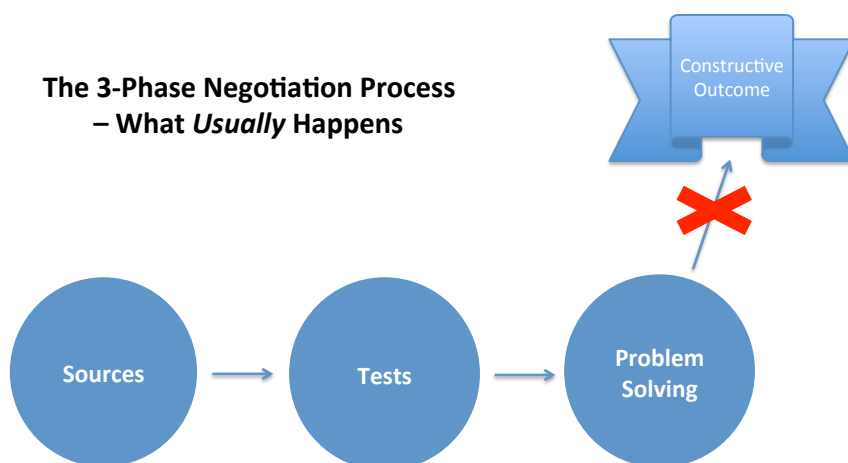 The 3-Phase Negotiation Process
– What Usually Happens
Constructive
Outcome
Sources
Tests
Problem
Solving